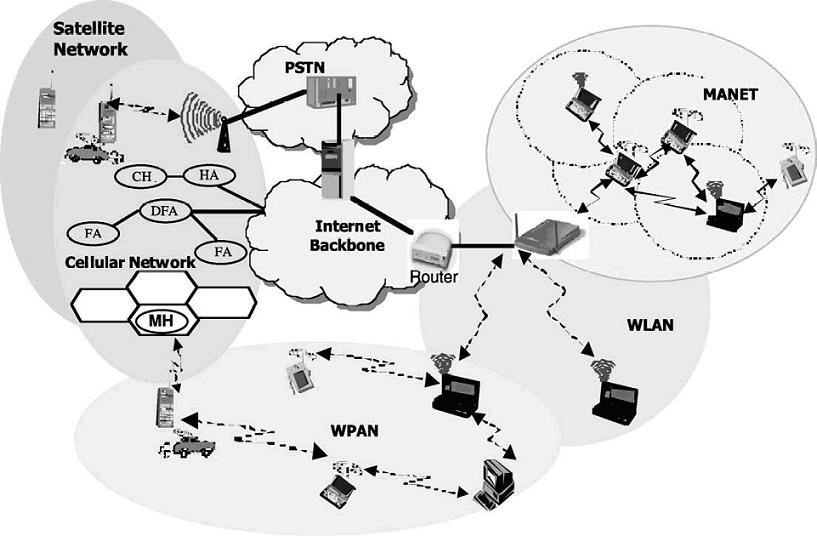 Satellite
Network
PSTN
MANET
CH
HA
DFA
FA
FA
Internet
Backbone
Cellular Network
Router
MH
WLAN
WPAN